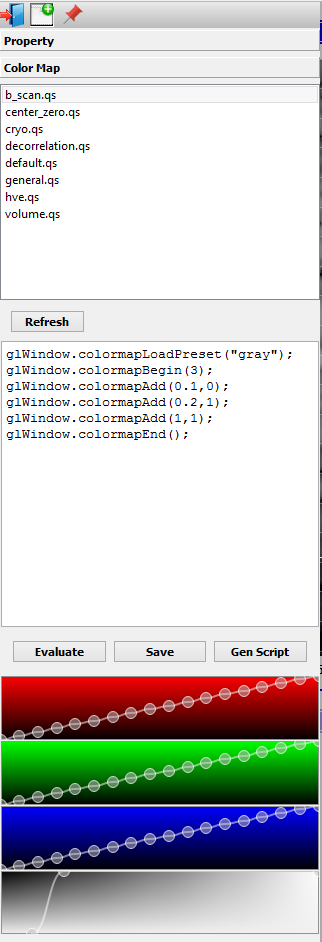 Property
Color Map
b_scan.qs
center_zero.qs
cryo.qs
decorrelation.qs
default.qs
general.qs
hve.qs
volume.qs
Refresh
glWindow.colormapLoadPreset("gray");
glWindow.colormapBegin(3);
glWindow.colormapAdd(0.1,0);
glWindow.colormapAdd(0.2,1);
glWindow.colormapAdd(1,1);
glWindow.colormapEnd();
Evaluate Save Gen Script